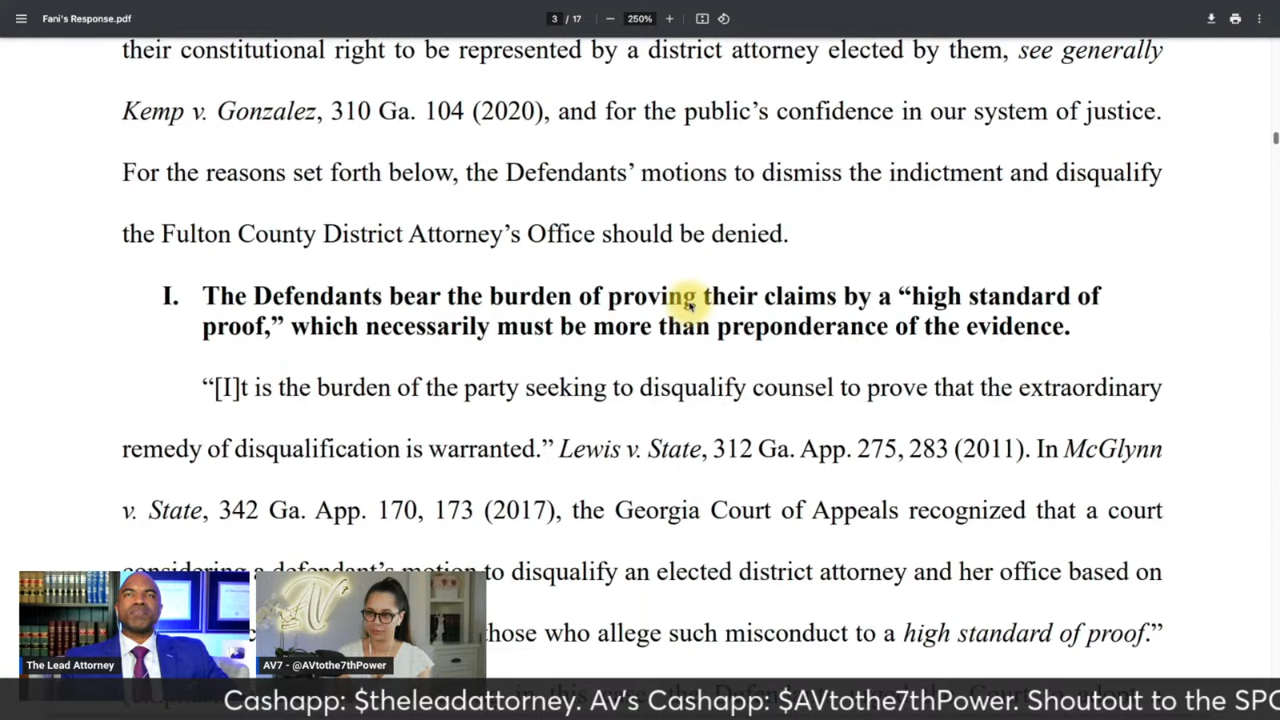 Fani's Response.pdf
3 / 17
250%
their constitutional right to be represented by a district attorney elected by them, see generally
Kemp v. Gonzalez, 310 Ga. 104 (2020), and for the public’s confidence in our system of justice.
For the reasons set forth below, the Defendants’ motions to dismiss the indictment and disqualify
the Fulton County District Attorney’s Office should be denied.
I. The Defendants bear the burden of proving their claims by a “high standard of
proof,” which necessarily must be more than preponderance of the evidence.
“[I]t is the burden of the party seeking to disqualify counsel to prove that the extraordinary
remedy of disqualification is warranted.” Lewis v. State, 312 Ga. App. 275, 283 (2011). In McGlynn
v. State, 342 Ga. App. 170, 173 (2017), the Georgia Court of Appeals recognized that a court
considering a defendant’s motion to disqualify an elected district attorney and her office based on
those who allege such misconduct to a high standard of proof.”
The Lead Attorney
AV7 - @AVtothe7thPower
Cashapp: $theleadattorney. Av's Cashapp: $AVtothe7thPower. Shoutout to the